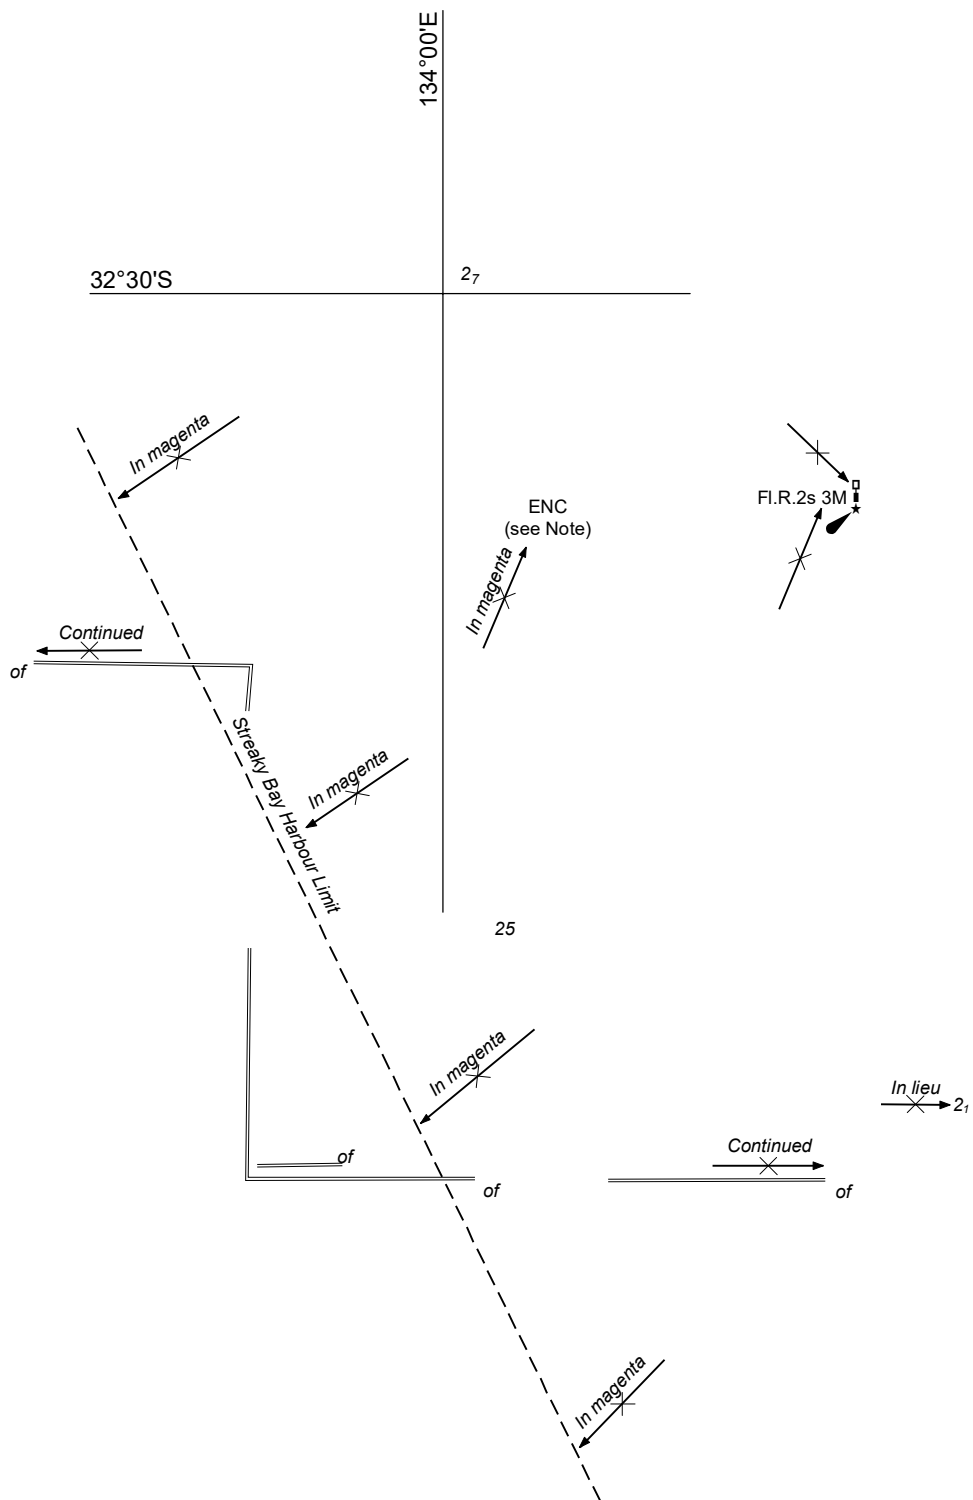 134°00'E
32°30'S
2₇
In magenta
Fl.R.2s 3M
ENC
(see Note)
In magenta
Continued
of
Streaky Bay Harbour Limit
In magenta
25
In magenta
In lieu
2₁
Continued
of
of
of
In magenta